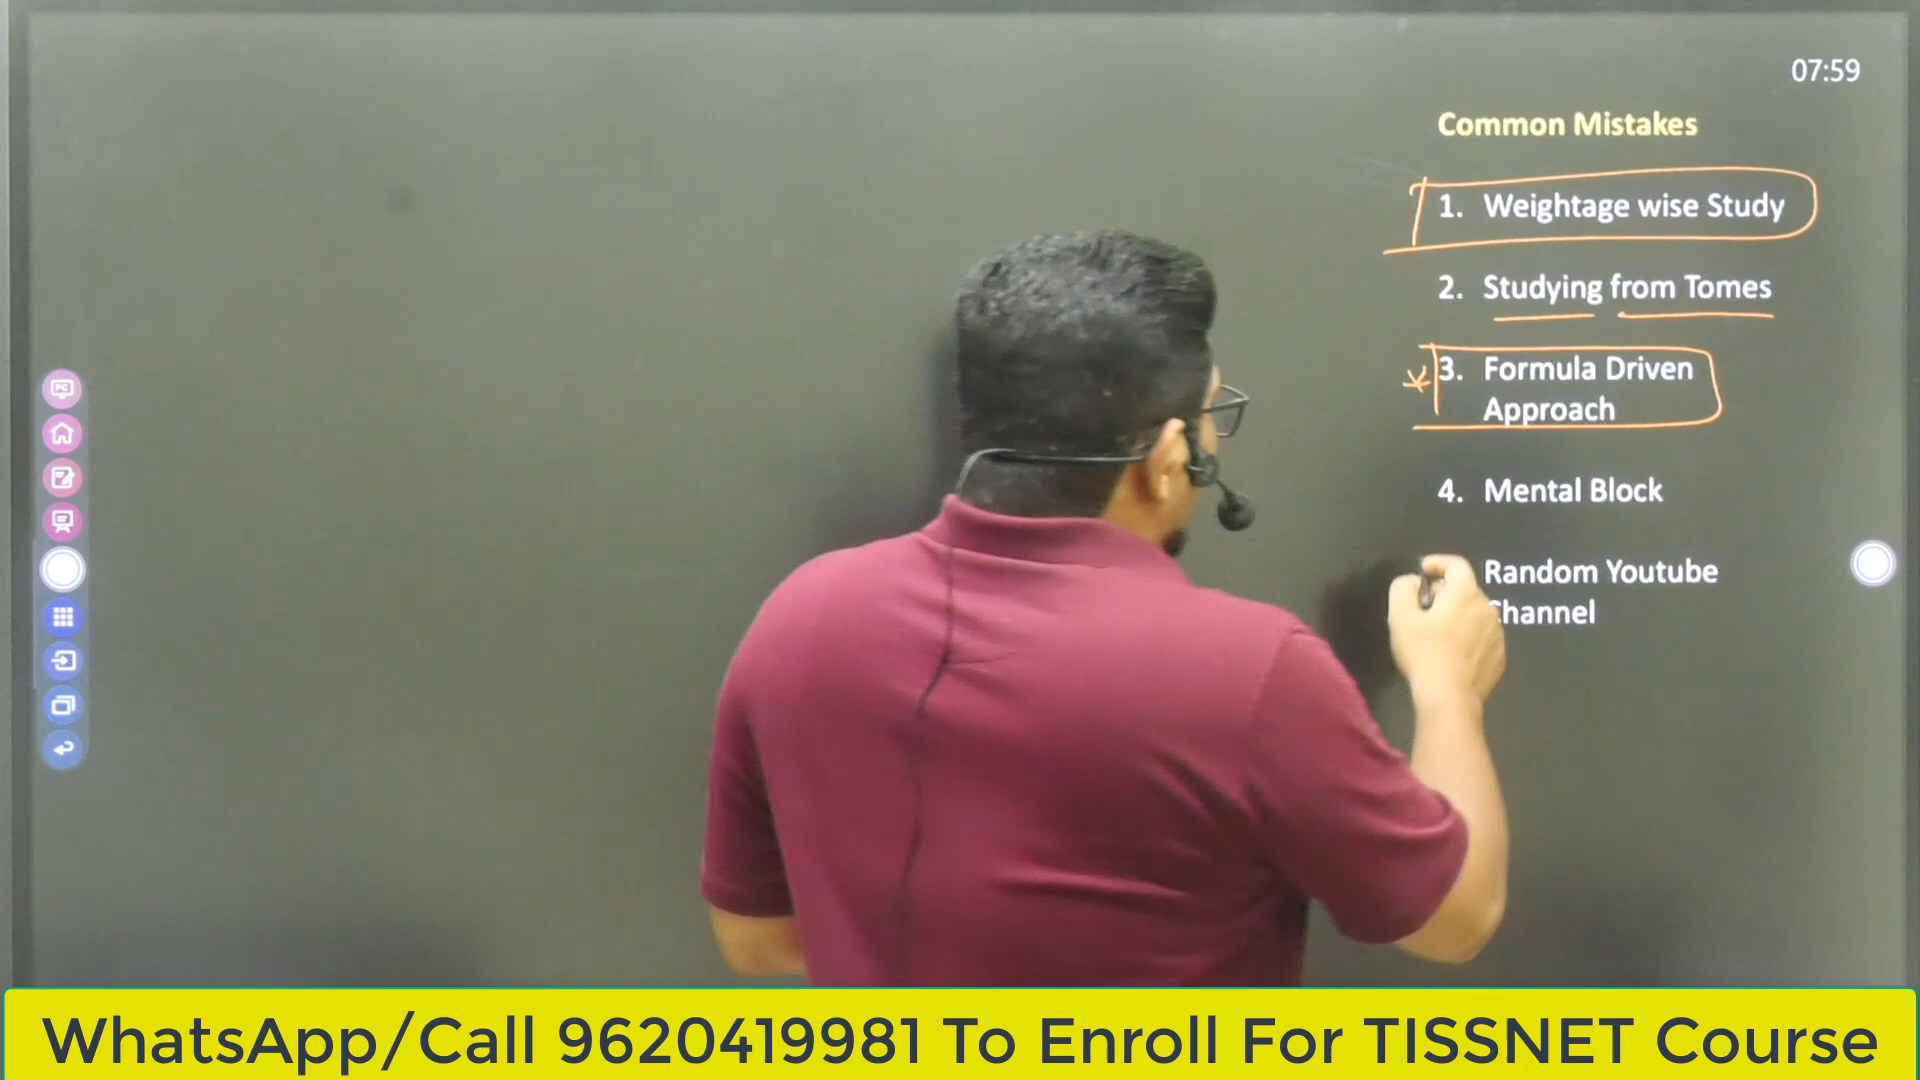 07:59
Common Mistakes
1. Weightage wise Study
2. Studying from Tomes
3. Formula Driven
Approach
4. Mental Block
Random Youtube
Channel
WhatsApp/Call 9620419981 To Enroll For TISSNET Course